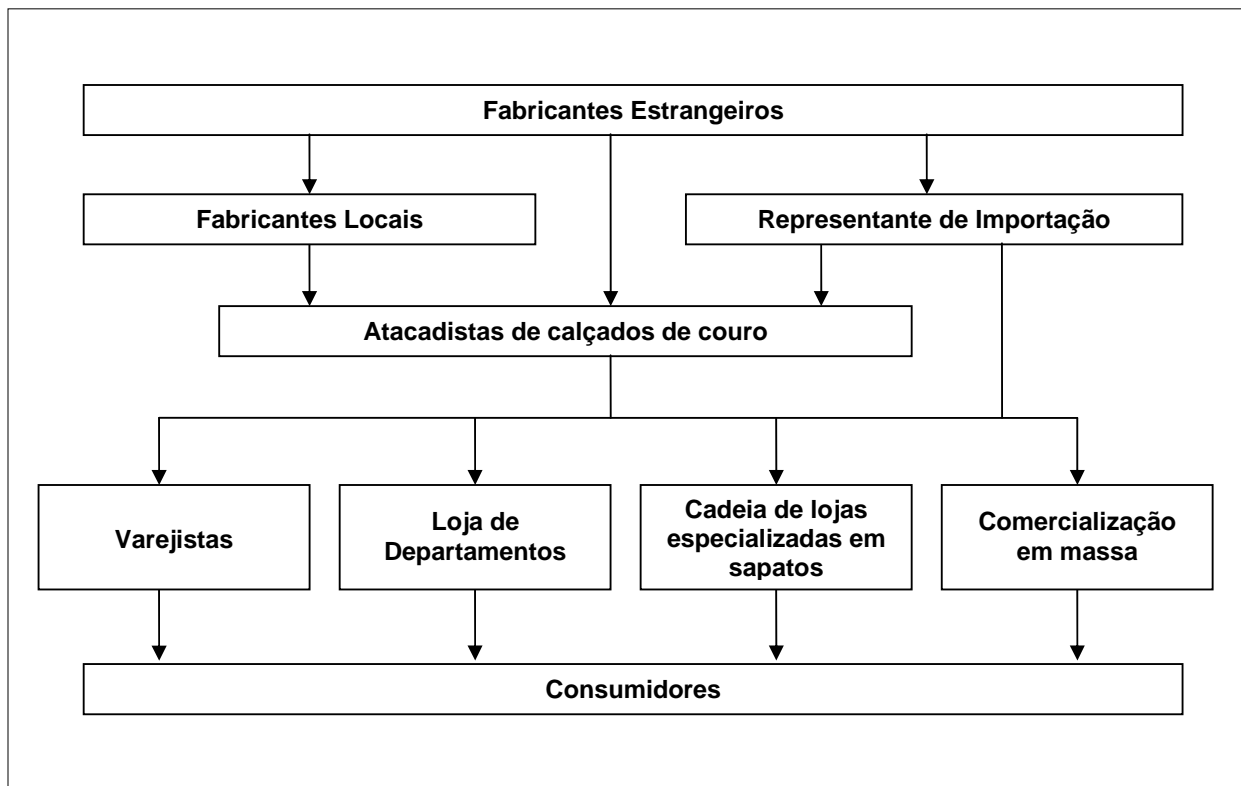 Fabricantes Estrangeiros
Fabricantes Locais
Representante de Importação
Atacadistas de calçados de couro
Varejistas
Loja de
Departamentos
Cadeia de lojas
especializadas em
sapatos
Comercialização
em massa
Consumidores